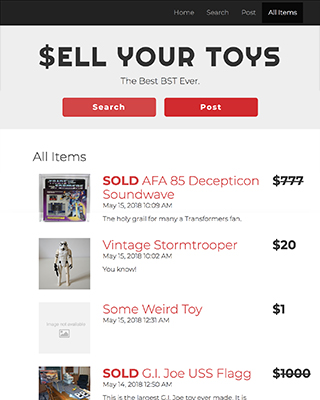 Home Search Post All Items
$ELL YOUR TOYS
The Best BST Ever.
Search Post
All Items
SOLD AFA 85 Decepticon $777
Soundwave
May 15, 2018 10:09 AM
The holy grail for many a Transformers fan.
Vintage Stormtrooper $20
May 15, 2018 10:02 AM
You know!
Image not available
Some Weird Toy $1
May 15, 2018 12:31 AM
SOLD G.I. Joe USS Flagg $1000
May 14, 2018 12:50 AM
This is the largest G.I. Joe toy ever made. It is